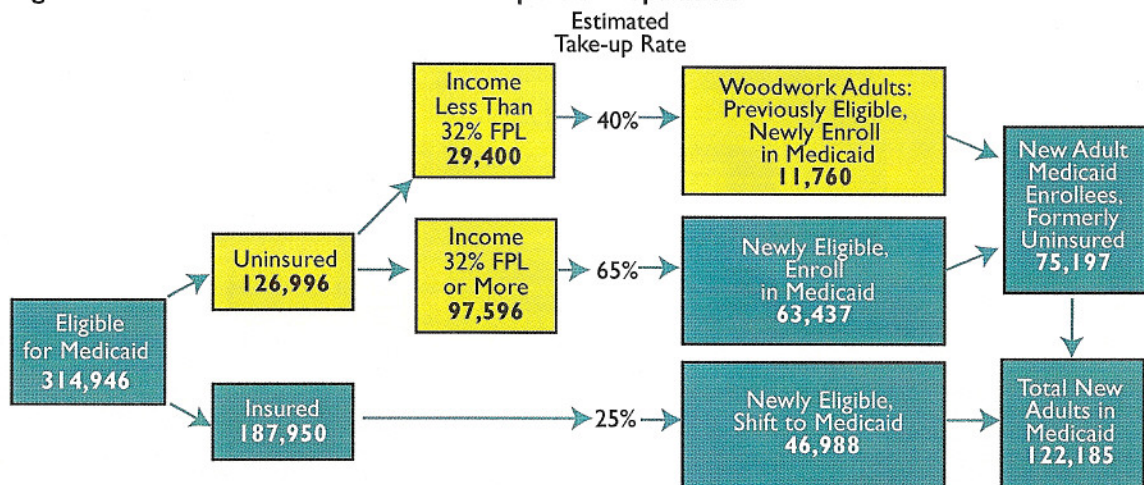 Estimated
Take-up Rate
Income
Less Than
32% FPL
29,400
40%
Woodwork Adults:
Previously Eligible,
Newly Enroll
in Medicaid
11,760
New Adult
Medicaid
Enrollees,
Formerly
Uninsured
75,197
Uninsured
126,996
Income
32% FPL
or More
97,596
65%
Newly Eligible,
Enroll
in Medicaid
63,437
Eligible
for Medicaid
314,946
Insured
187,950
25%
Newly Eligible,
Shift to Medicaid
46,988
Total New
Adults in
Medicaid
122,185